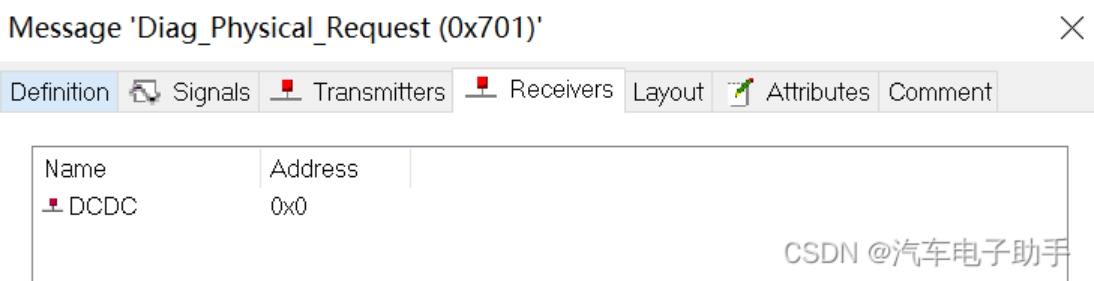 Message 'Diag_Physical_Request (0x701)'
Definition Signals Transmitters Receivers Layout Attributes Comment
Name Address
DCDC 0x0
CSDN @汽车电子助手